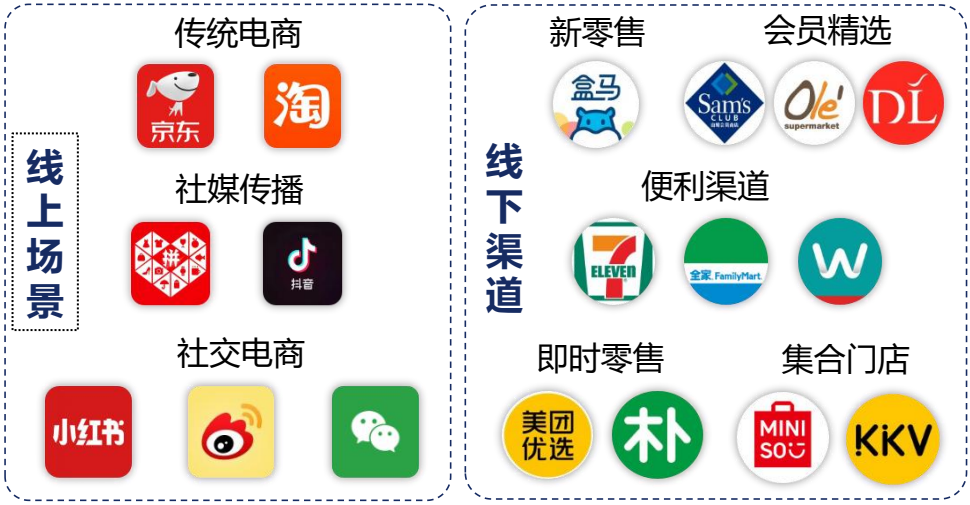 线上场景
传统电商
京东
淘
社媒传播
拼
抖音
社交电商
小红书
线下渠道
新零售
盒马
会员精选
Sam's
CLUB
Olé
supermarket
DĹ
便利渠道
7
ELEVEN
全家 FamilyMart
W
即时零售
美团
优选
朴
集合门店
MINI
SO
KKV